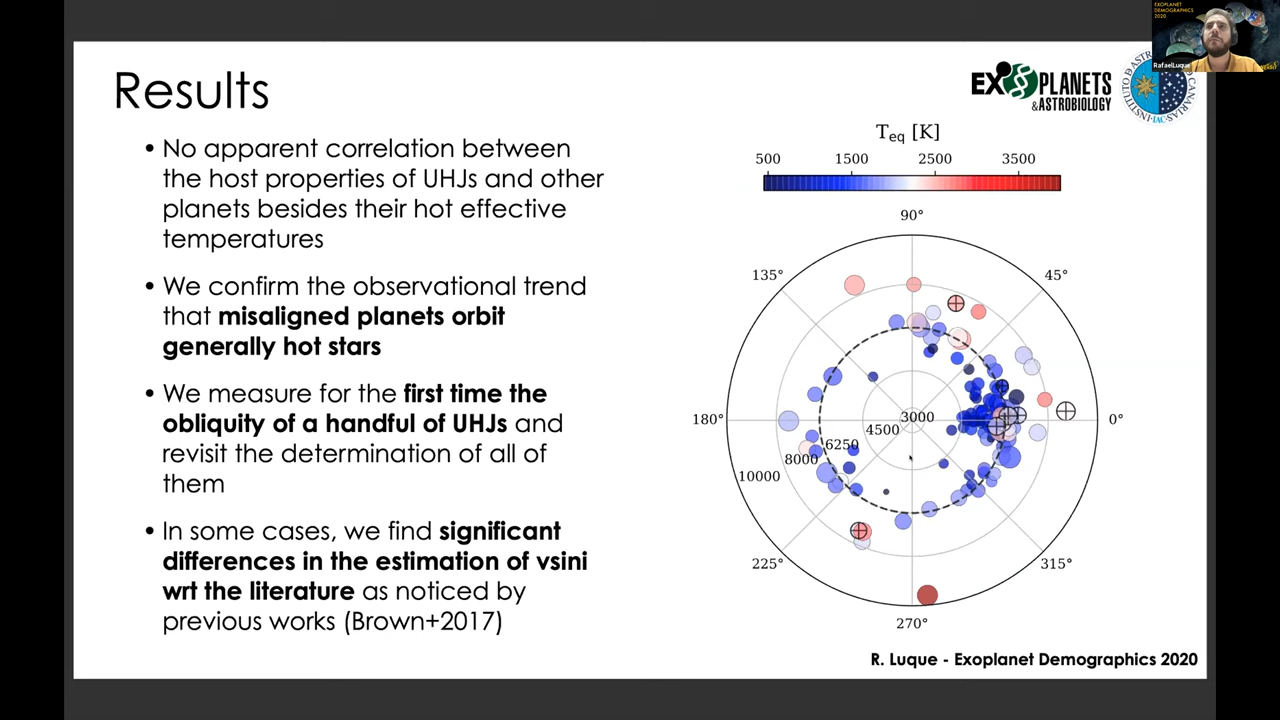 EXOPLANET
DEMOGRAPHICS
2020
RafaelLuque
Results
EXOPLANETS
&ASTROBIOLOGY
• No apparent correlation between
the host properties of UHJs and other
planets besides their hot effective
temperatures
• We confirm the observational trend
that misaligned planets orbit
generally hot stars
• We measure for the first time the
obliquity of a handful of UHJs and
revisit the determination of all of
them
• In some cases, we find significant
differences in the estimation of vsini
wrt the literature as noticed by
previous works (Brown+2017)
Teq [K]
500 1500 2500 3500
90°
135° 45°
180° 0°
3000
4500
6250
8000
10000
225° 315°
270°
R. Luque - Exoplanet Demographics 2020